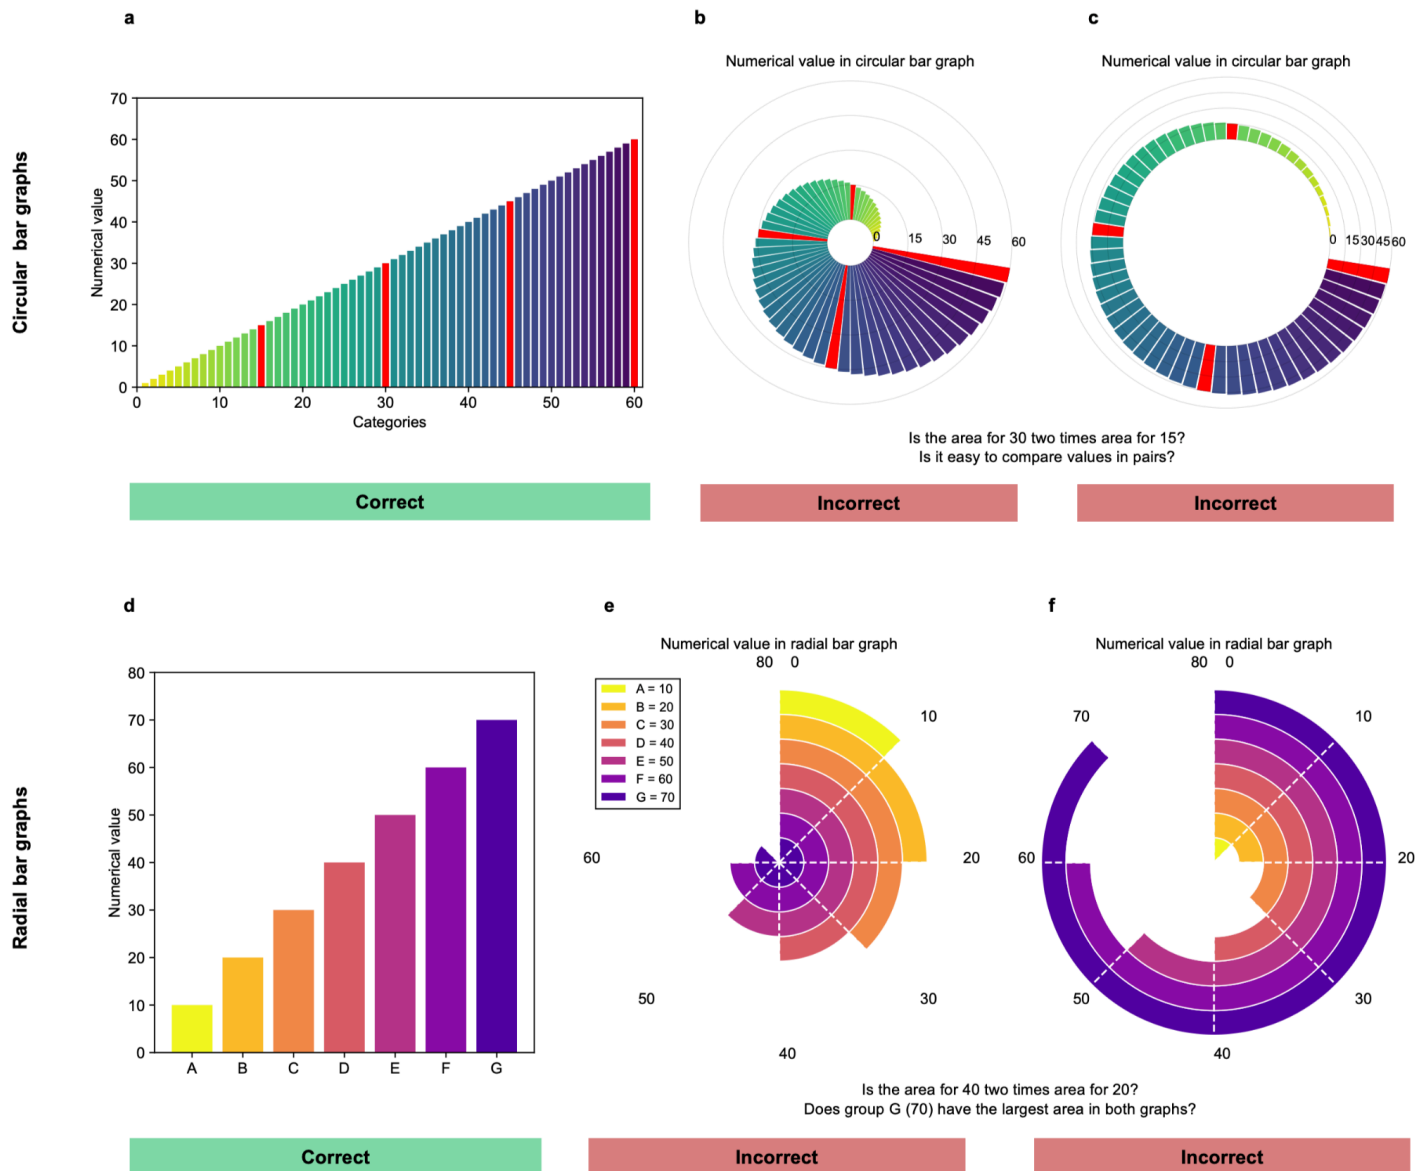 a
b
c
Circular bar graphs
Numerical value
70
60
50
40
30
20
10
0
0 10 20 30 40 50 60
Categories
Numerical value in circular bar graph
0 15 30 45 60
Numerical value in circular bar graph
0 15 30 45 60
Is the area for 30 two times area for 15?
Is it easy to compare values in pairs?
Correct
Incorrect
Incorrect
d
e
f
Radial bar graphs
Numerical value
80
70
60
50
40
30
20
10
0
A B C D E F G
Numerical value in radial bar graph
80 0
A = 10
B = 20
C = 30
D = 40
E = 50
F = 60
G = 70
10
20
30
40
50
60
Numerical value in radial bar graph
80 0
10
20
30
40
50
60
70
Is the area for 40 two times area for 20?
Does group G (70) have the largest area in both graphs?
Correct
Incorrect
Incorrect